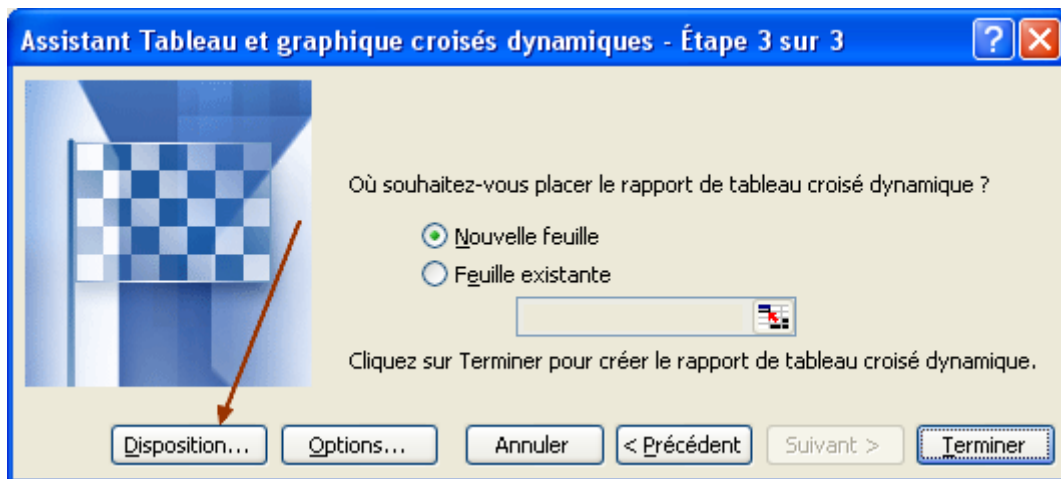 Assistant Tableau et graphique croisés dynamiques - Étape 3 sur 3
Où souhaitez-vous placer le rapport de tableau croisé dynamique ?
Nouvelle feuille
Feuille existante
Cliquez sur Terminer pour créer le rapport de tableau croisé dynamique.
Disposition... Options... Annuler < Précédent Suivant > Terminer